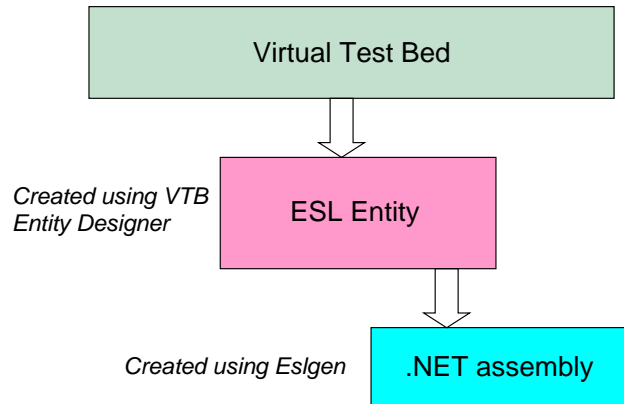 Virtual Test Bed
Created using VTB
Entity Designer
ESL Entity
Created using Eslgen
.NET assembly